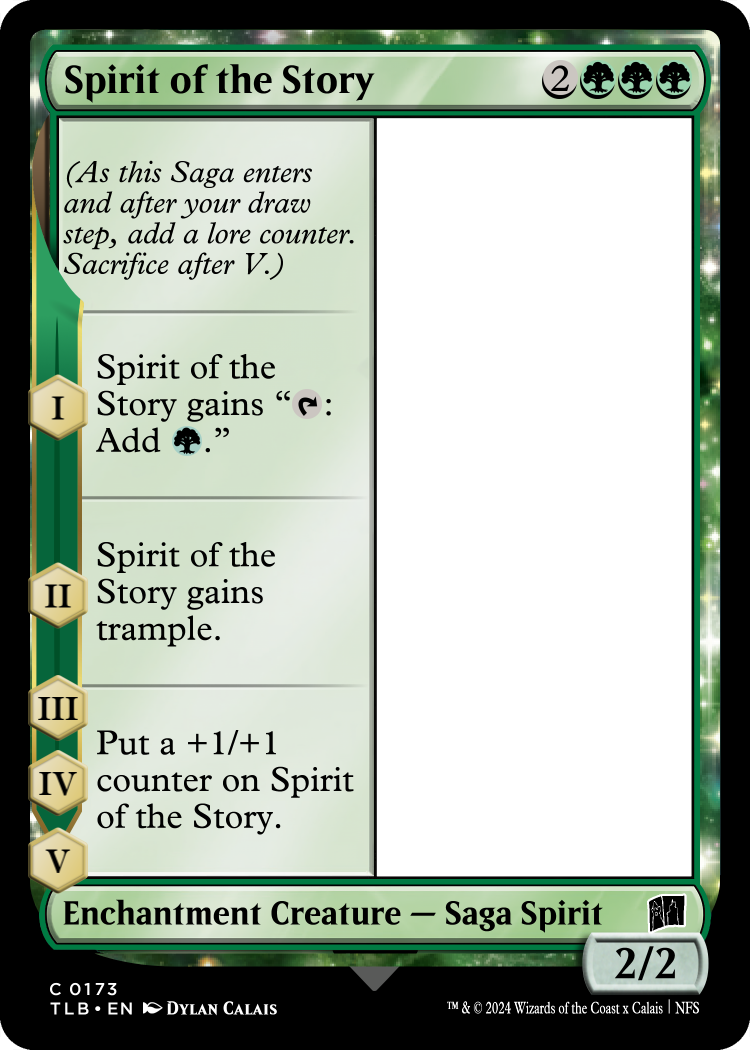 Spirit of the Story 2
(As this Saga enters
and after your draw
step, add a lore counter.
Sacrifice after V.)
I
Spirit of the
Story gains “ :
Add .”
II
Spirit of the
Story gains
trample.
III
IV
V
Put a +1/+1
counter on Spirit
of the Story.
Enchantment Creature — Saga Spirit
2/2
C 0173
TLB • EN DYLAN CALAIS
™ & © 2024 Wizards of the Coast x Calais | NFS